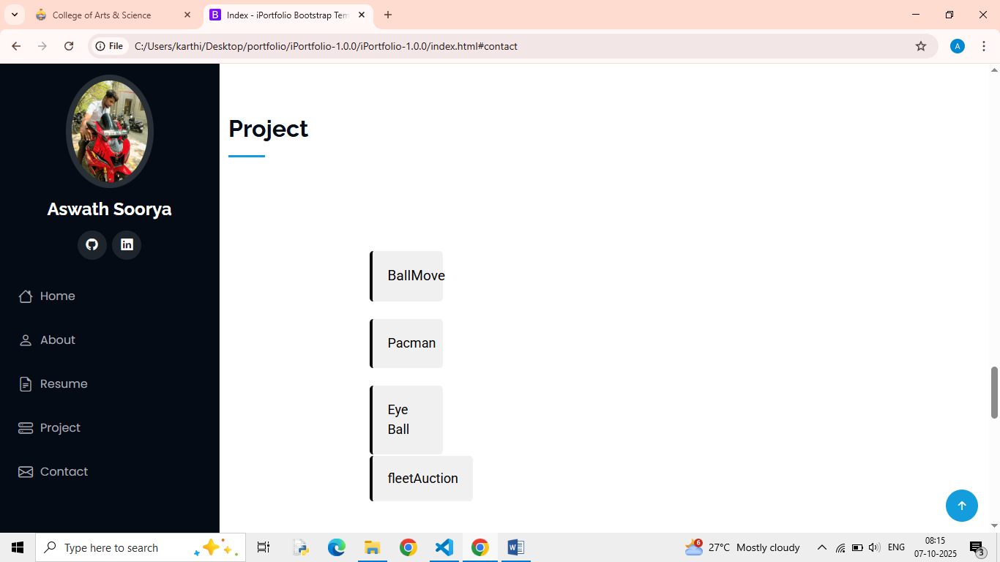 College of Arts & Science
Index - iPortfolio Bootstrap Tem
File
C:/Users/karthi/Desktop/portfolio/iPortfolio-1.0.0/iPortfolio-1.0.0/index.html#contact
A
Aswath Soorya
Home
About
Resume
Project
Contact
Project
BallMove
Pacman
Eye
Ball
fleetAuction
Type here to search
6
27°C Mostly cloudy
ENG
08:15
07-10-2025
3